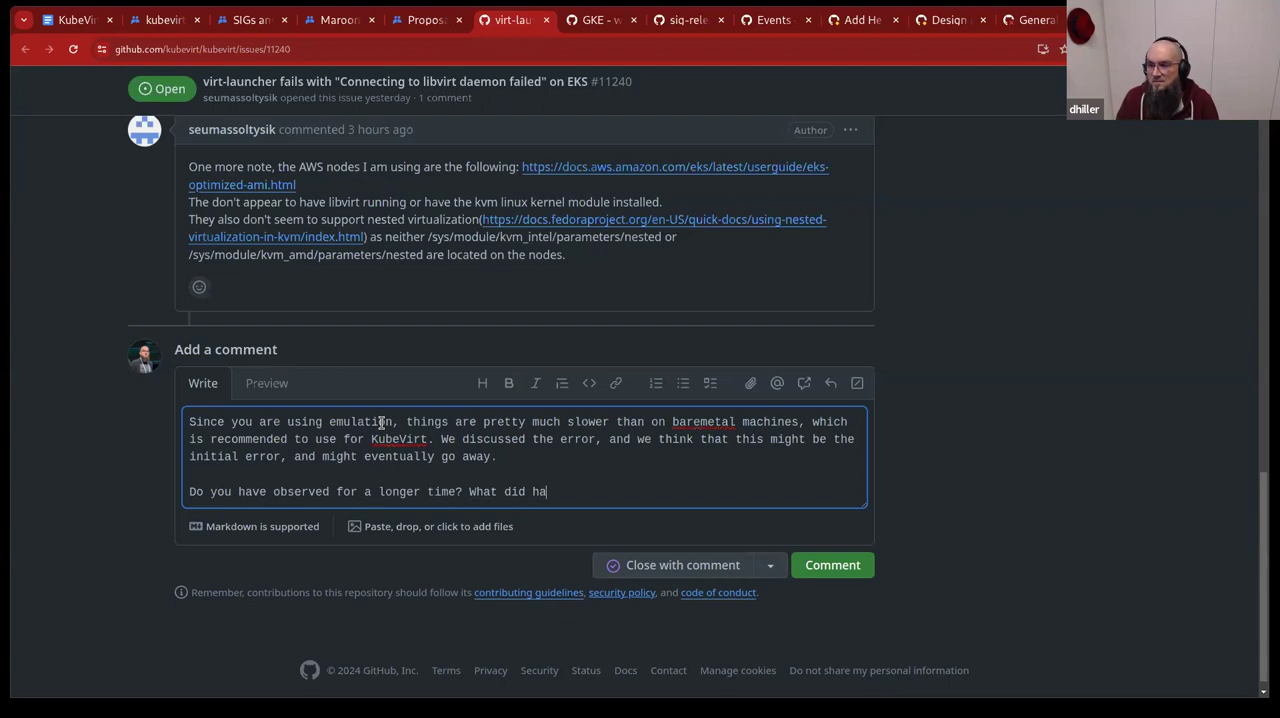 KubeVir
kubevirt
SIGs an
Maroon
Propos
virt-lau
GKE - w
sig-rele
Events
Add He
Design
General
github.com/kubevirt/kubevirt/issues/11240
Open
virt-launcher fails with "Connecting to libvirt daemon failed" on EKS #11240
seumassoltysik opened this issue yesterday · 1 comment
dhiller
seumassoltysik commented 3 hours ago
Author
One more note, the AWS nodes I am using are the following: https://docs.aws.amazon.com/eks/latest/userguide/eks-
optimized-ami.html
The don't appear to have libvirt running or have the kvm linux kernel module installed.
They also don't seem to support nested virtualization(https://docs.fedoraproject.org/en-US/quick-docs/using-nested-
virtualization-in-kvm/index.html) as neither /sys/module/kvm_intel/parameters/nested or
/sys/module/kvm_amd/parameters/nested are located on the nodes.
Add a comment
Write
Preview
Since you are using emulation, things are pretty much slower than on baremetal machines, which
is recommended to use for KubeVirt. We discussed the error, and we think that this might be the
initial error, and might eventually go away.
Do you have observed for a longer time? What did ha
Markdown is supported
Paste, drop, or click to add files
Close with comment
Comment
Remember, contributions to this repository should follow its contributing guidelines, security policy, and code of conduct.
© 2024 GitHub, Inc.
Terms
Privacy
Security
Status
Docs
Contact
Manage cookies
Do not share my personal information